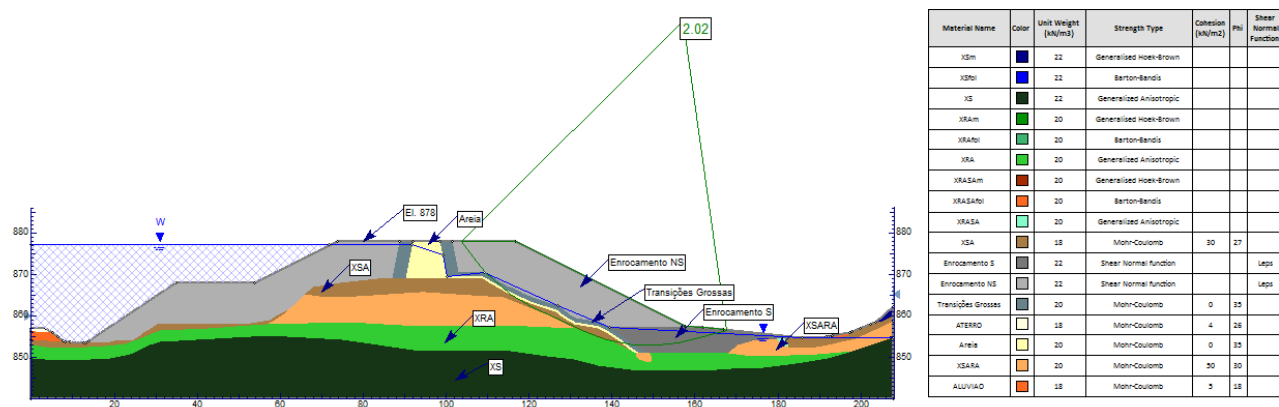 2.02
W
El. 878
Areia
XSA
Enrocamento NS
Transições Grossas
Enrocamento S
XSARA
XRA
XS
880
870
860
850
880
870
860
850
20 40 60 80 100 120 140 160 180 200
Material Name Color Unit Weight (kN/m3) Strength Type Cohesion (kN/m2) Phi Shear Normal Function
XSm 22 Generalised Hoek-Brown
XSfol 22 Barton-Bandis
XS 22 Generalized Anisotropic
XRAm 20 Generalised Hoek-Brown
XRAfol 20 Barton-Bandis
XRA 20 Generalized Anisotropic
XRASAm 20 Generalised Hoek-Brown
XRASAfol 20 Barton-Bandis
XRASA 20 Generalized Anisotropic
XSA 18 Mohr-Coulomb 30 27
Enrocamento S 22 Shear Normal function Leps
Enrocamento NS 22 Shear Normal function Leps
Transições Grossas 20 Mohr-Coulomb 0 35
ATERRO 18 Mohr-Coulomb 4 26
Areia 20 Mohr-Coulomb 0 35
XSARA 20 Mohr-Coulomb 50 30
ALUVIAO 18 Mohr-Coulomb 5 18